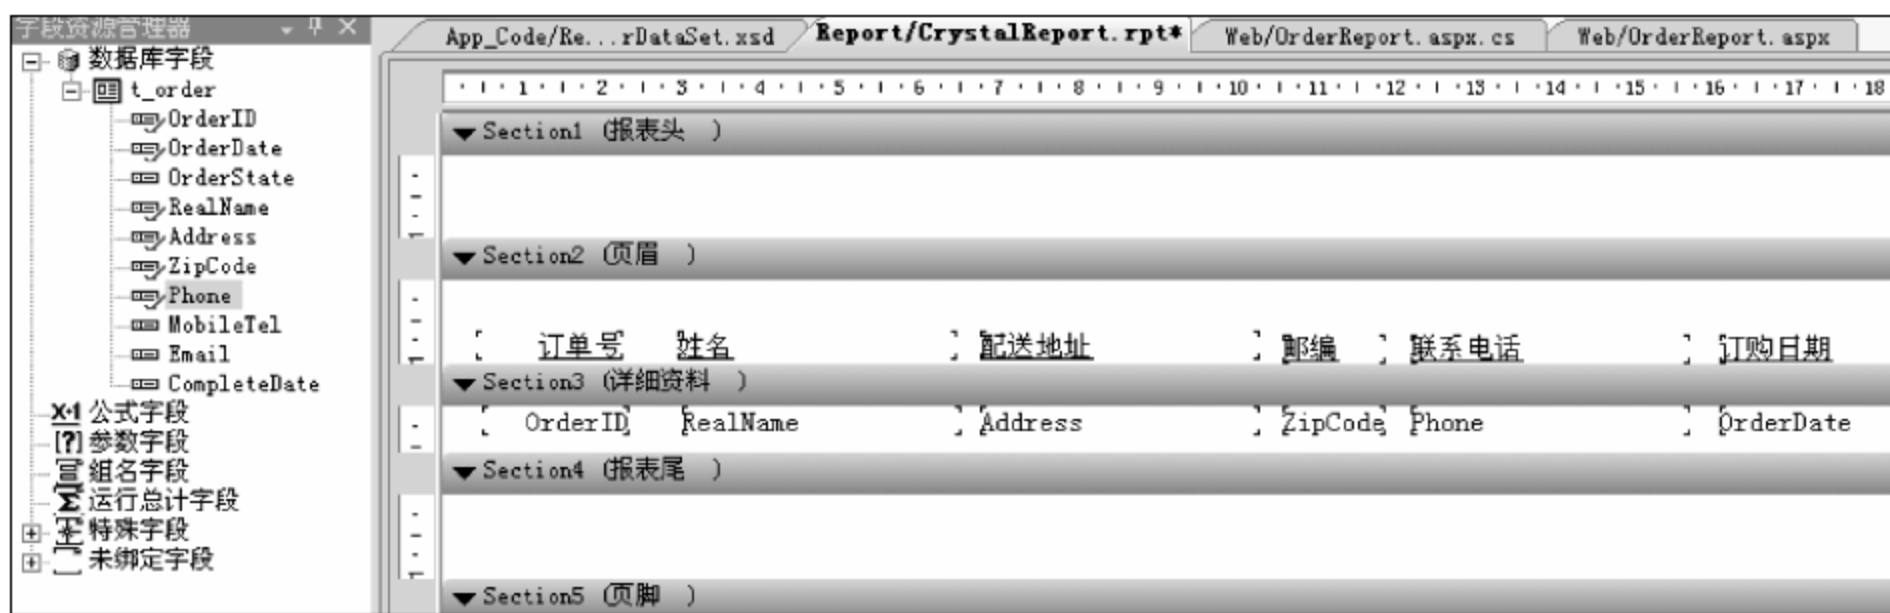 字段资源管理器
数据库字段
t_order
OrderID
OrderDate
OrderState
RealName
Address
ZipCode
Phone
MobileTel
Email
CompleteDate
公式字段
参数字段
组名字段
运行总计字段
特殊字段
未绑定字段
App_Code/Re...rDataSet.xsd Report/CrystalReport.rpt* Web/OrderReport.aspx.cs Web/OrderReport.aspx
1 2 3 4 5 6 7 8 9 10 11 12 13 14 15 16 17 18
Section1 (报表头 )
Section2 (页眉 )
订单号 姓名 配送地址 邮编 联系电话 订购日期
Section3 (详细资料 )
OrderID RealName Address ZipCode Phone OrderDate
Section4 (报表尾 )
Section5 (页脚 )